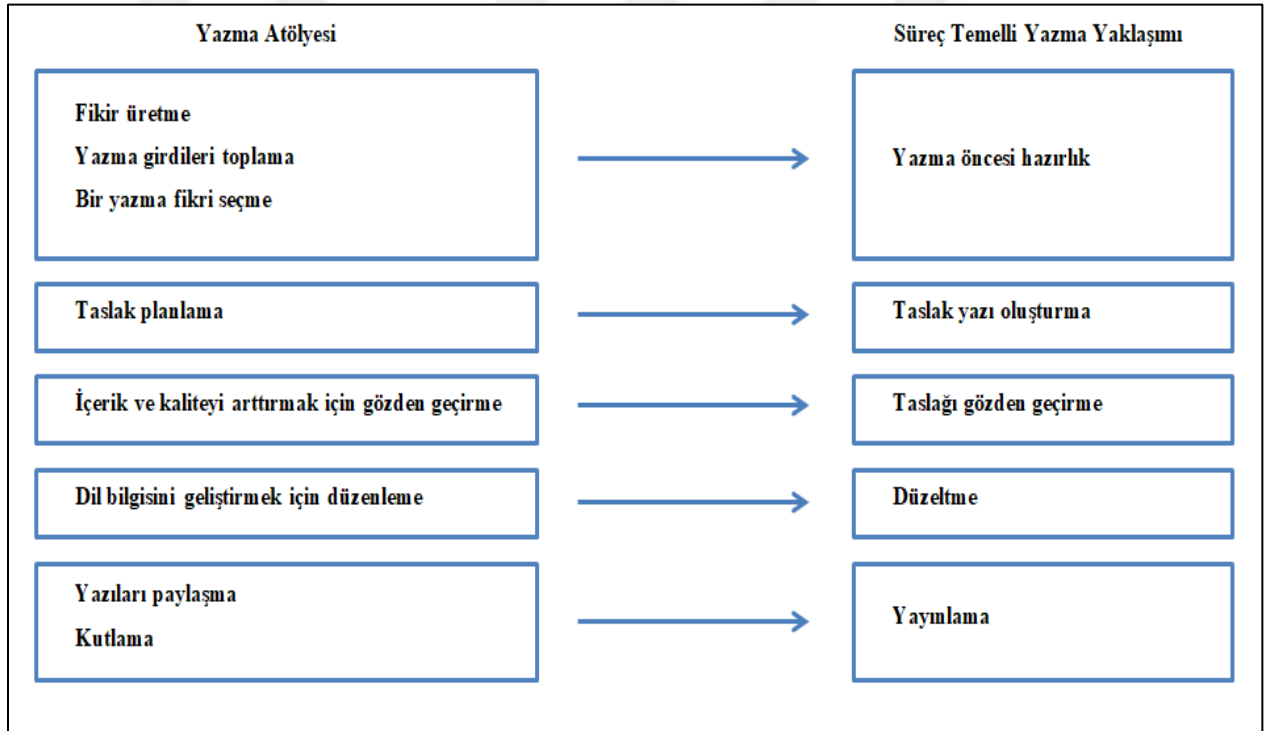 Yazma Atölyesi
Süreç Temelli Yazma Yaklaşımı
Fikir üretme
Yazma girdileri toplama
Bir yazma fikri seçme
Yazma öncesi hazırlık
Taslak planlama
Taslak yazı oluşturma
İçerik ve kaliteyi arttırmak için gözden geçirme
Taslağı gözden geçirme
Dil bilgisini geliştirmek için düzenleme
Düzeltme
Yazıları paylaşma
Kutlama
Yayınlama